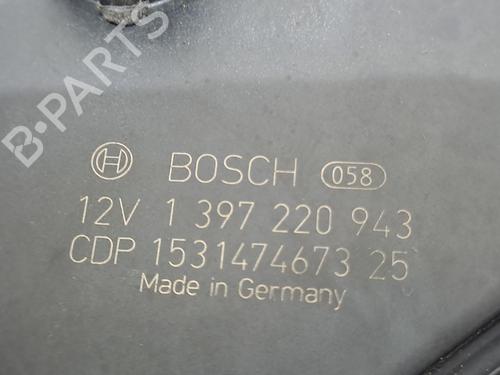 B-PARTS
BOSCH 058
12V 1 397 220 943
CDP 1531474673 25
Made in Germany